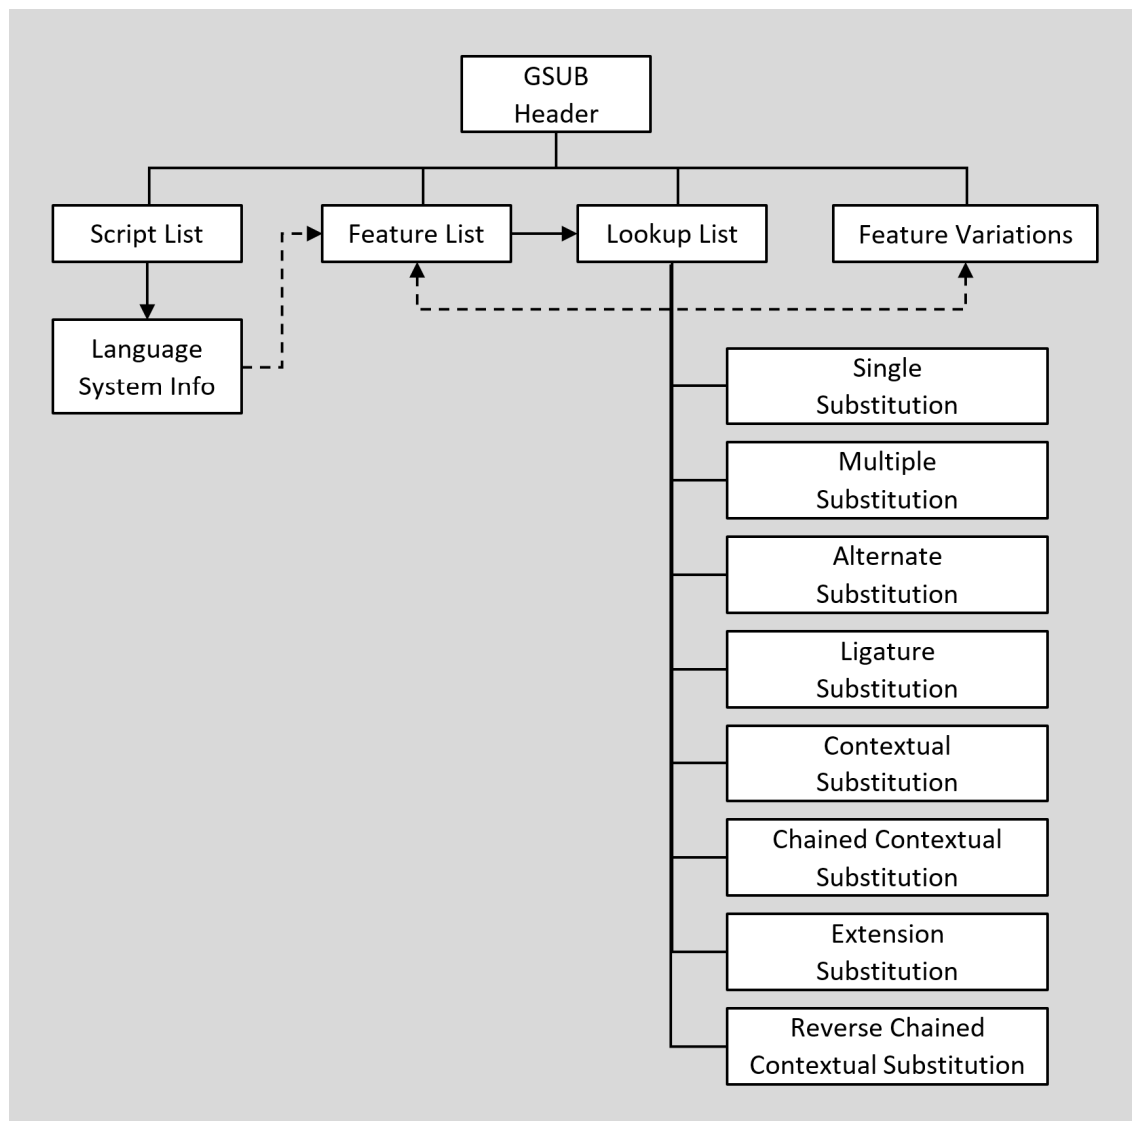 GSUB
Header
Script List
Feature List
Lookup List
Feature Variations
Language
System Info
Single
Substitution
Multiple
Substitution
Alternate
Substitution
Ligature
Substitution
Contextual
Substitution
Chained Contextual
Substitution
Extension
Substitution
Reverse Chained
Contextual Substitution